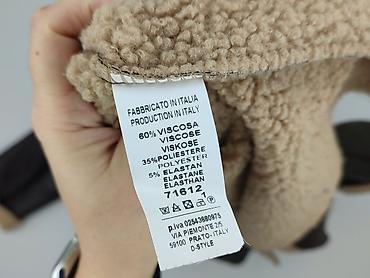 FABBRICATO IN ITALIA
PRODUCTION IN ITALY
60% VISCOSA
VISCOSE
VISKOSE
35% POLIESTERE
POLYESTER
5% ELASTAN
ELASTANE
ELASTHAN
71612
p.iva 02543680975
VIA PIEMONTE 2/5
59100 PRATO- ITALY
D-STYLE